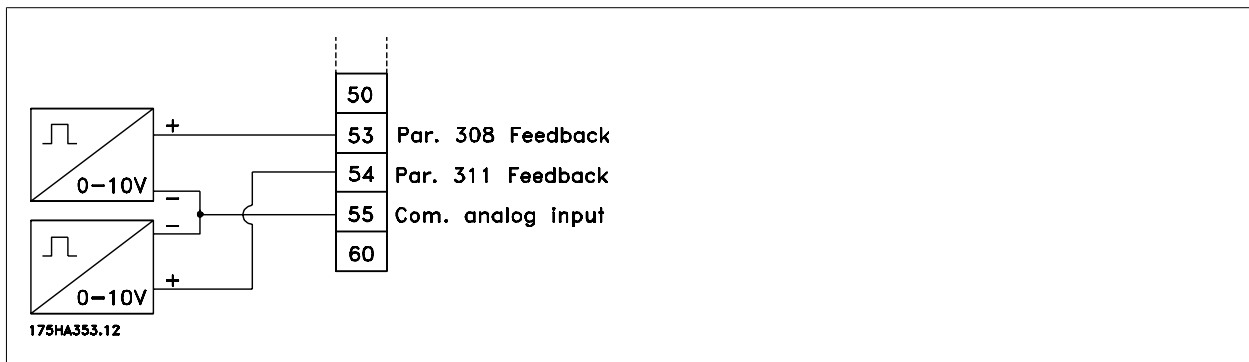 50
+
53 Par. 308 Feedback
54 Par. 311 Feedback
0-10V
-
55 Com. analog input
-
60
+
0-10V
175HA353.12